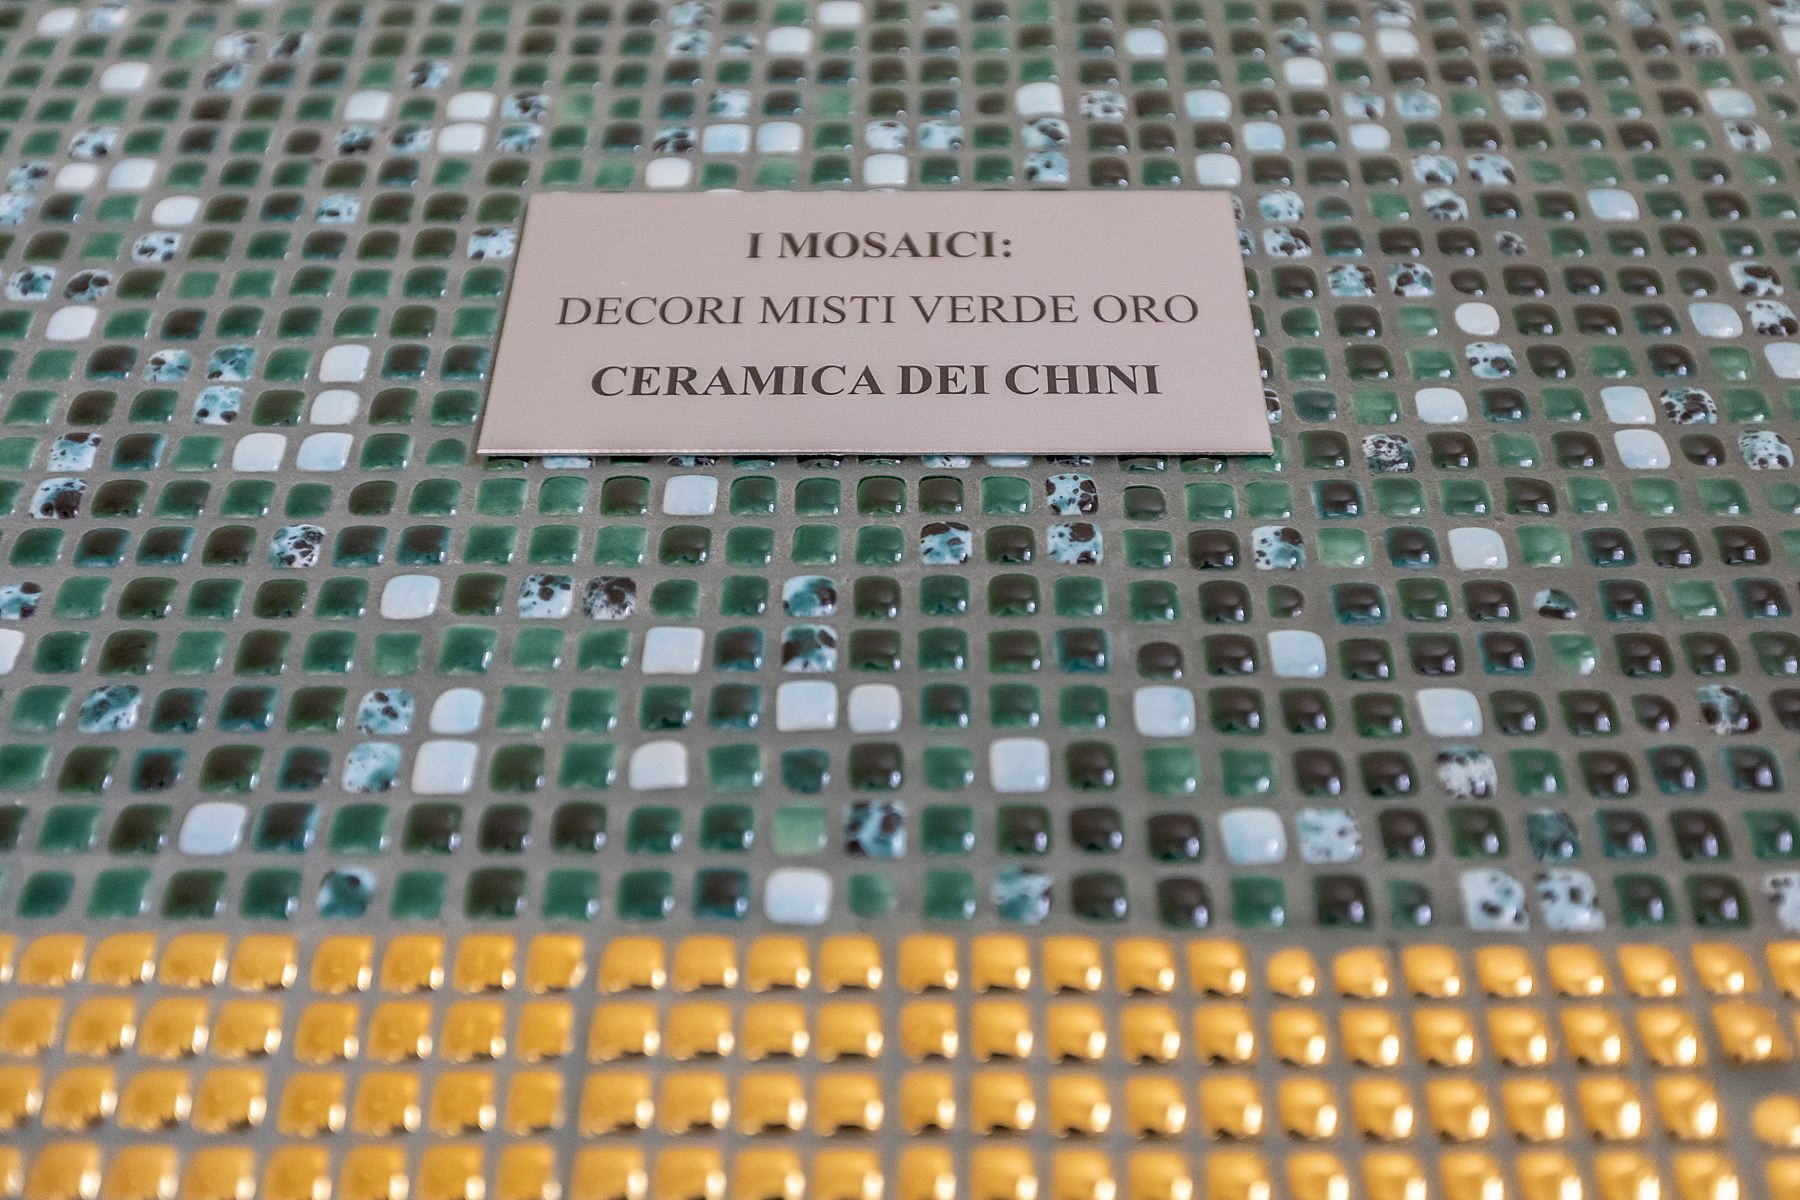 I MOSAICI:
DECORI MISTI VERDE ORO
CERAMICA DEI CHINI